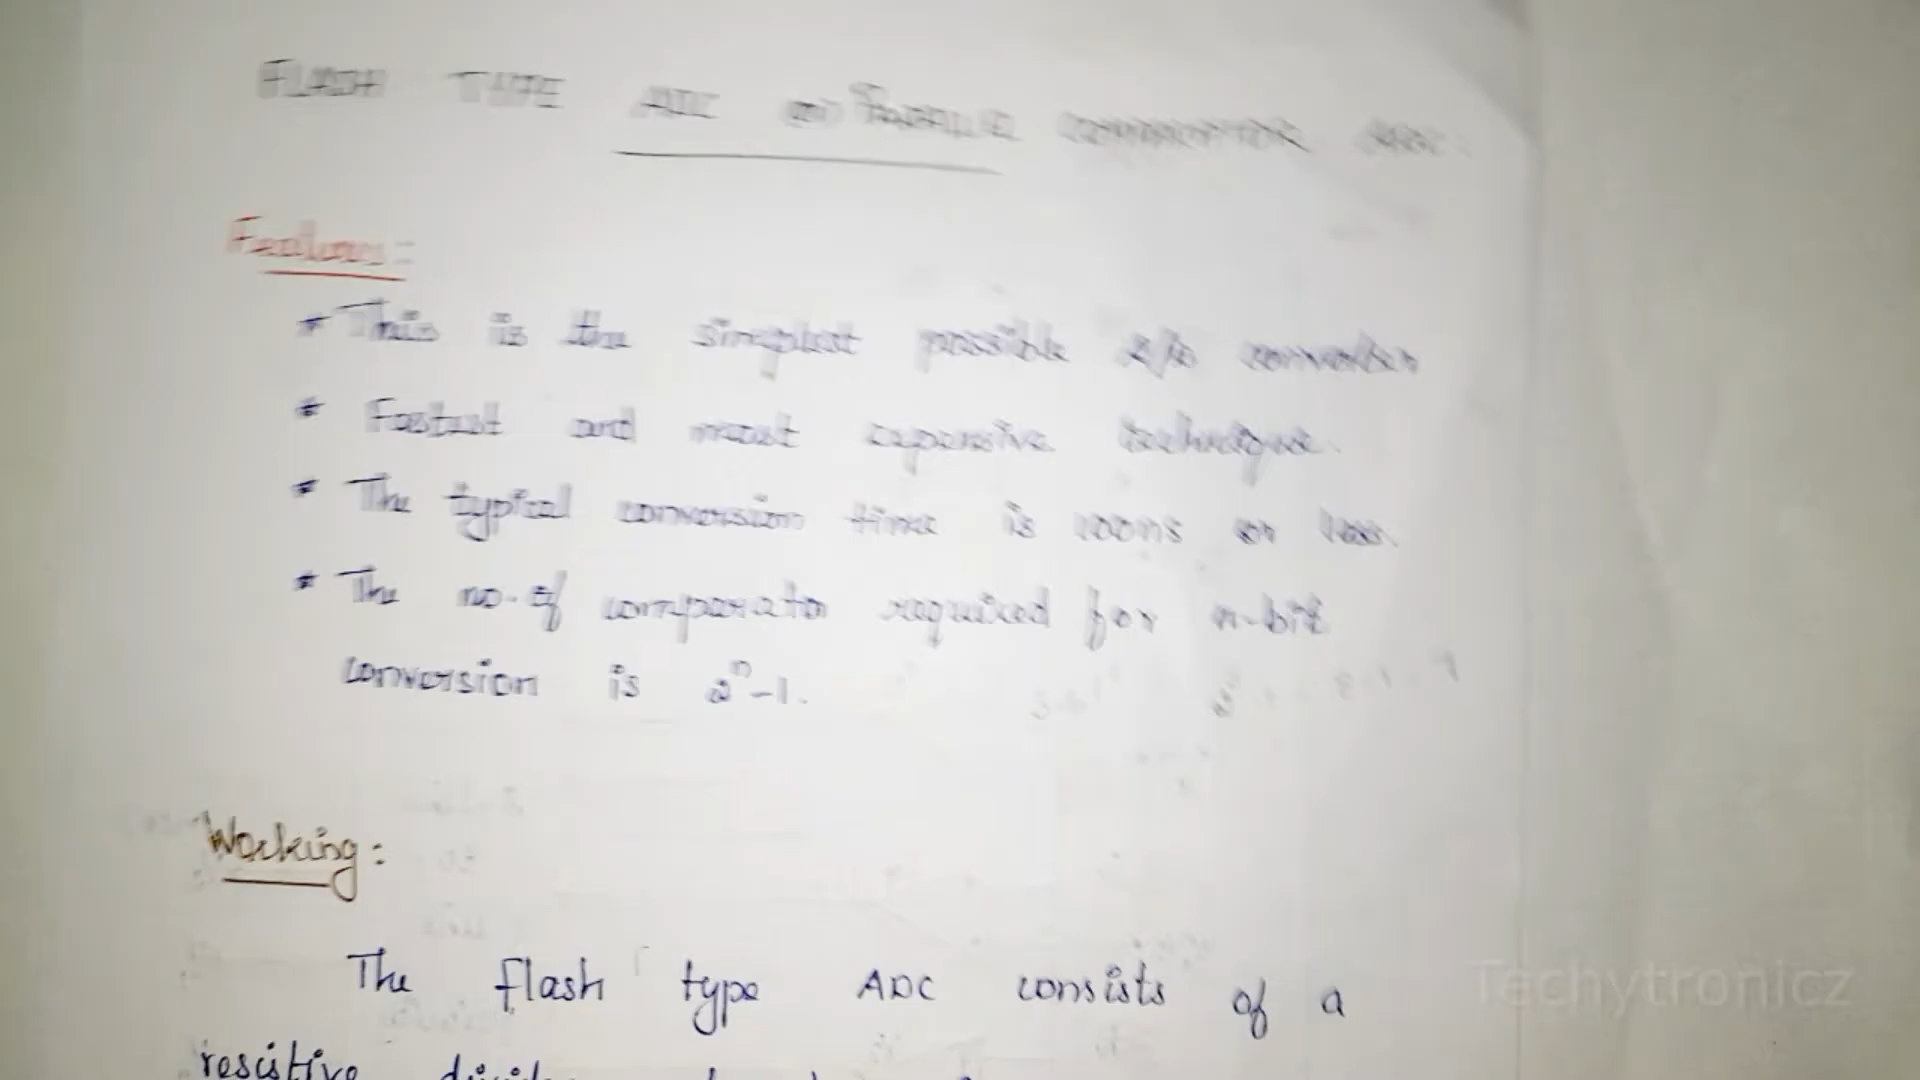 FLASH TYPE ADC (or) PARALLEL COMPARATOR ADC.
Features:
* This is the simplest possible A/D converter
* Fastest and most expensive technique.
* The typical conversion time is 100ns or less.
* The no. of comparator required for n-bit
conversion is 2ⁿ-1.
Working:
The flash type ADC consists of a
Techytronicz